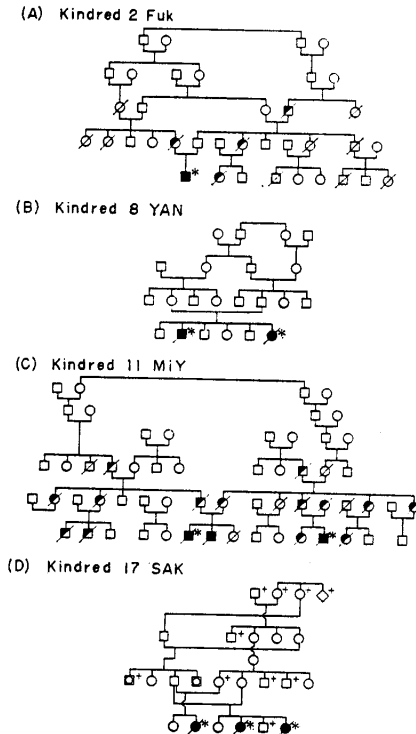 (A) Kindred 2 Fuk
(B) Kindred 8 YAN
(C) Kindred 11 MiY
(D) Kindred 17 SAK